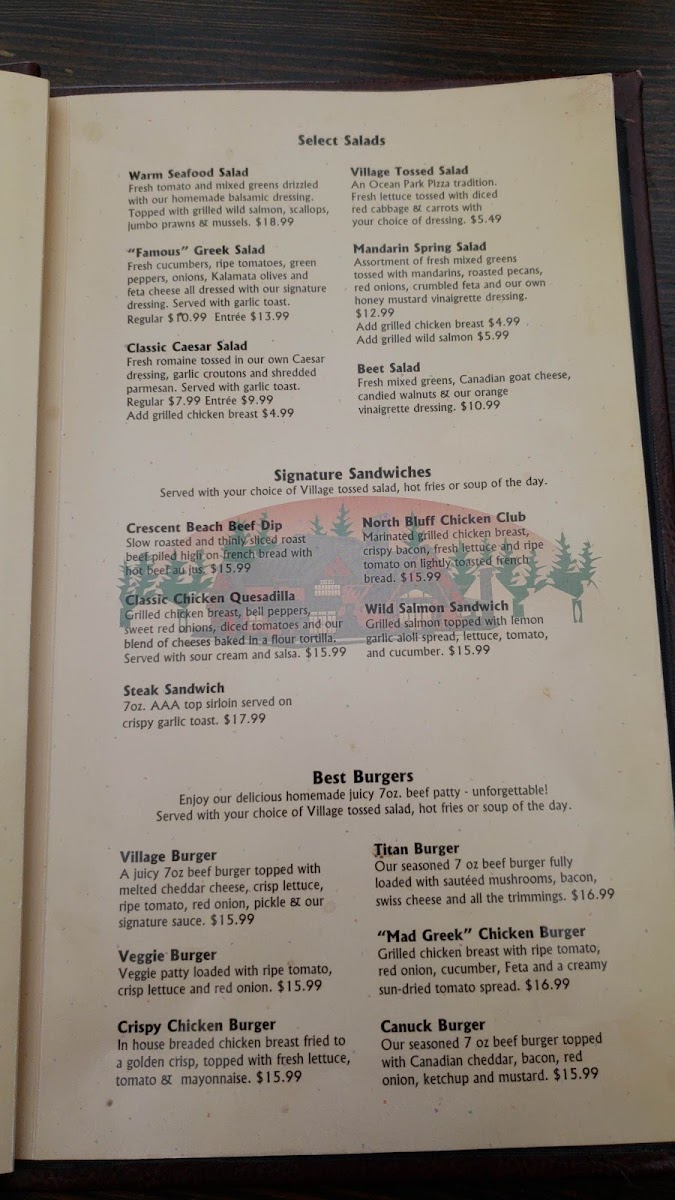 Select Salads
Warm Seafood Salad
Fresh tomato and mixed greens drizzled
with our homemade balsamic dressing.
Topped with grilled wild salmon, scallops,
jumbo prawns & mussels. $18.99
"Famous" Greek Salad
Fresh cucumbers, ripe tomatoes, green
peppers, onions, Kalamata olives and
feta cheese all dressed with our signature
dressing. Served with garlic toast.
Regular $10.99 Entrée $13.99
Classic Caesar Salad
Fresh romaine tossed in our own Caesar
dressing, garlic croutons and shredded
parmesan. Served with garlic toast.
Regular $7.99 Entrée $9.99
Add grilled chicken breast $4.99
Village Tossed Salad
An Ocean Park Pizza tradition.
Fresh lettuce tossed with diced
red cabbage & carrots with
your choice of dressing. $5.49
Mandarin Spring Salad
Assortment of fresh mixed greens
tossed with mandarins, roasted pecans,
red onions, crumbled feta and our own
honey mustard vinaigrette dressing.
$12.99
Add grilled chicken breast $4.99
Add grilled wild salmon $5.99
Beet Salad
Fresh mixed greens, Canadian goat cheese,
candied walnuts & our orange
vinaigrette dressing. $10.99
Signature Sandwiches
Served with your choice of Village tossed salad, hot fries or soup of the day.
Crescent Beach Beef Dip
Slow roasted and thinly sliced roast
beef piled high on french bread with
hot beef au jus. $15.99
Classic Chicken Quesadilla
Grilled chicken breast, bell peppers,
sweet red onions, diced tomatoes and our
blend of cheeses baked in a flour tortilla.
Served with sour cream and salsa. $15.99
Steak Sandwich
7oz. AAA top sirloin served on
crispy garlic toast. $17.99
North Bluff Chicken Club
Marinated grilled chicken breast,
crispy bacon, fresh lettuce and ripe
tomato on lightly toasted french
bread. $15.99
Wild Salmon Sandwich
Grilled salmon topped with lemon
garlic aioli spread, lettuce, tomato,
and cucumber. $15.99
Best Burgers
Enjoy our delicious homemade juicy 7oz. beef patty - unforgettable!
Served with your choice of Village tossed salad, hot fries or soup of the day.
Village Burger
A juicy 7oz beef burger topped with
melted cheddar cheese, crisp lettuce,
ripe tomato, red onion, pickle & our
signature sauce. $15.99
Veggie Burger
Veggie patty loaded with ripe tomato,
crisp lettuce and red onion. $15.99
Crispy Chicken Burger
In house breaded chicken breast fried to
a golden crisp, topped with fresh lettuce,
tomato & mayonnaise. $15.99
Titan Burger
Our seasoned 7 oz beef burger fully
loaded with sautéed mushrooms, bacon,
swiss cheese and all the trimmings. $16.99
"Mad Greek" Chicken Burger
Grilled chicken breast with ripe tomato,
red onion, cucumber, Feta and a creamy
sun-dried tomato spread. $16.99
Canuck Burger
Our seasoned 7 oz beef burger topped
with Canadian cheddar, bacon, red
onion, ketchup and mustard. $15.99